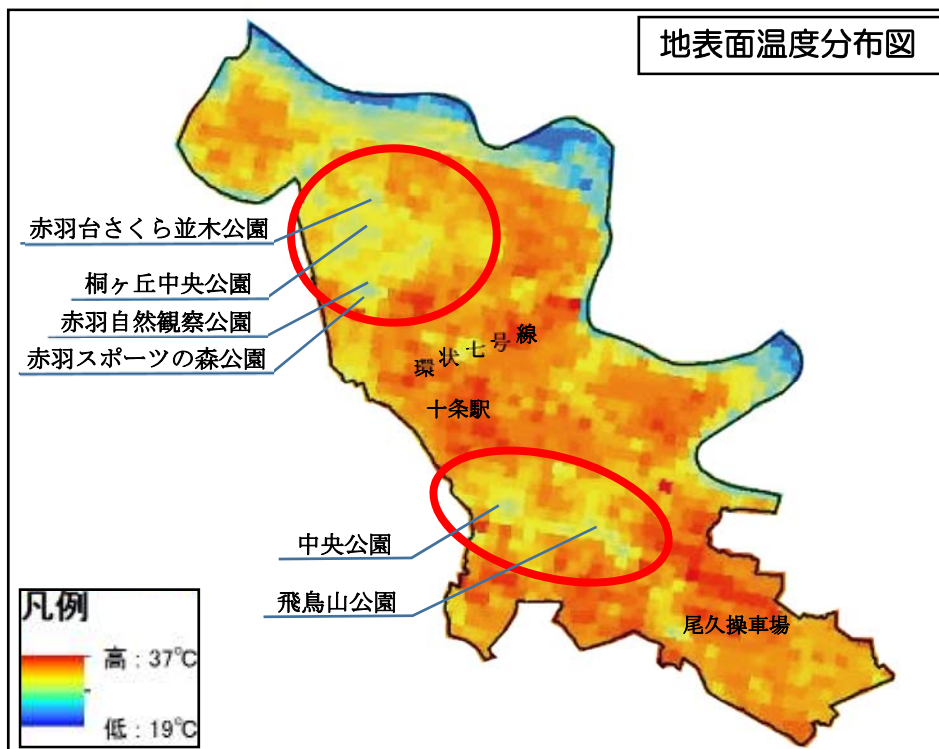 地表面温度分布図
赤羽台さくら並木公園
桐ヶ丘中央公園
赤羽自然観察公園
赤羽スポーツの森公園
環状七号線
十条駅
中央公園
飛鳥山公園
尾久操車場
凡例
高:37℃
低:19℃